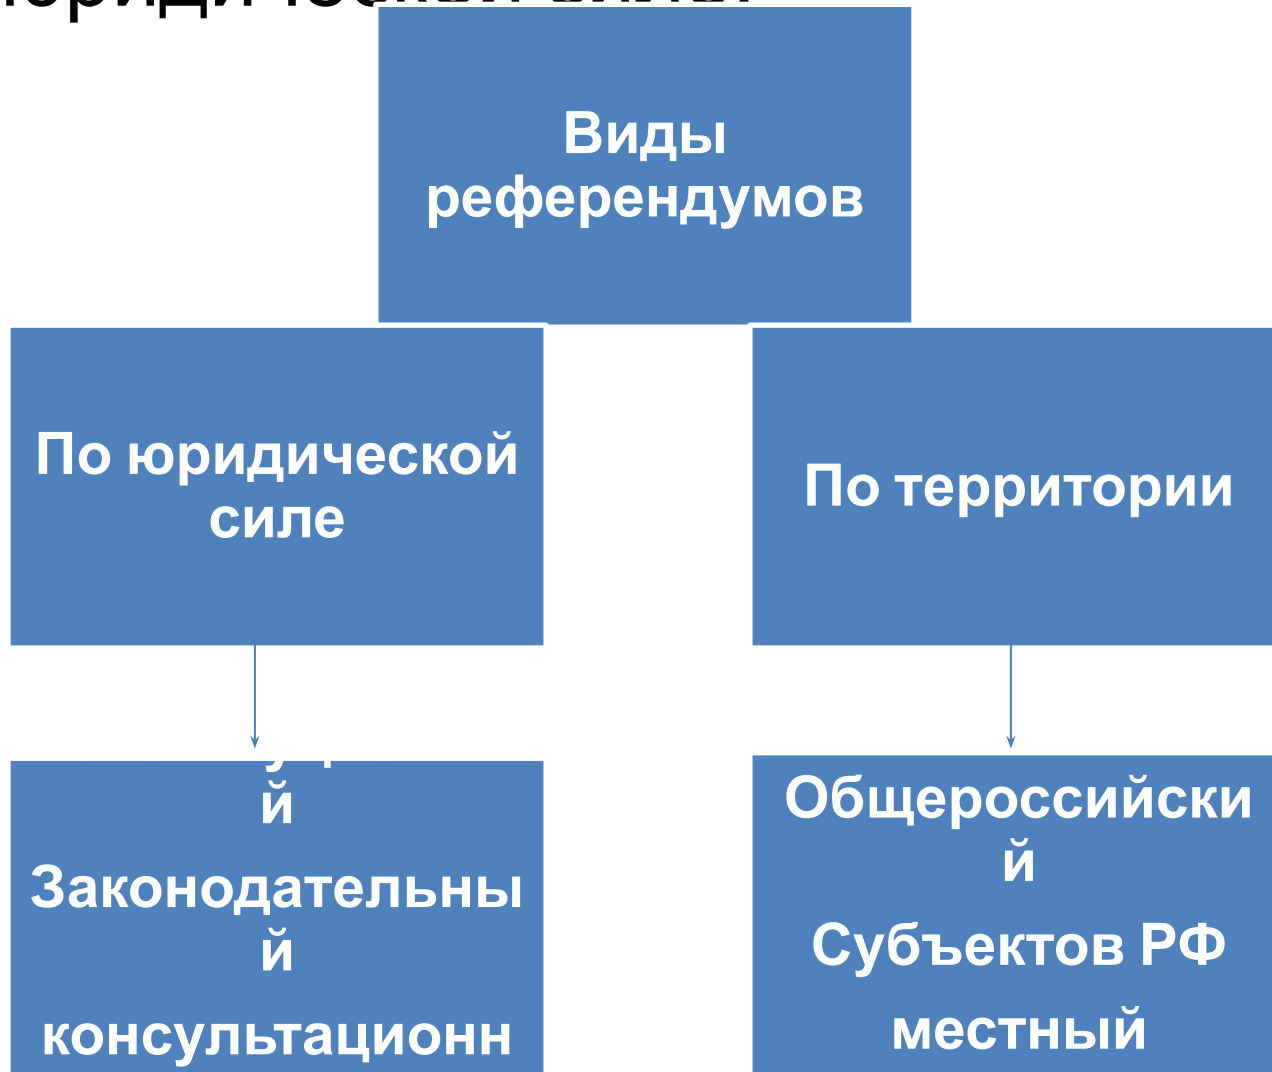 Виды
референдумов
По юридической
силе
По территории
й
Законодательны
й
консультационн
Общероссийски
й
Субъектов РФ
местный